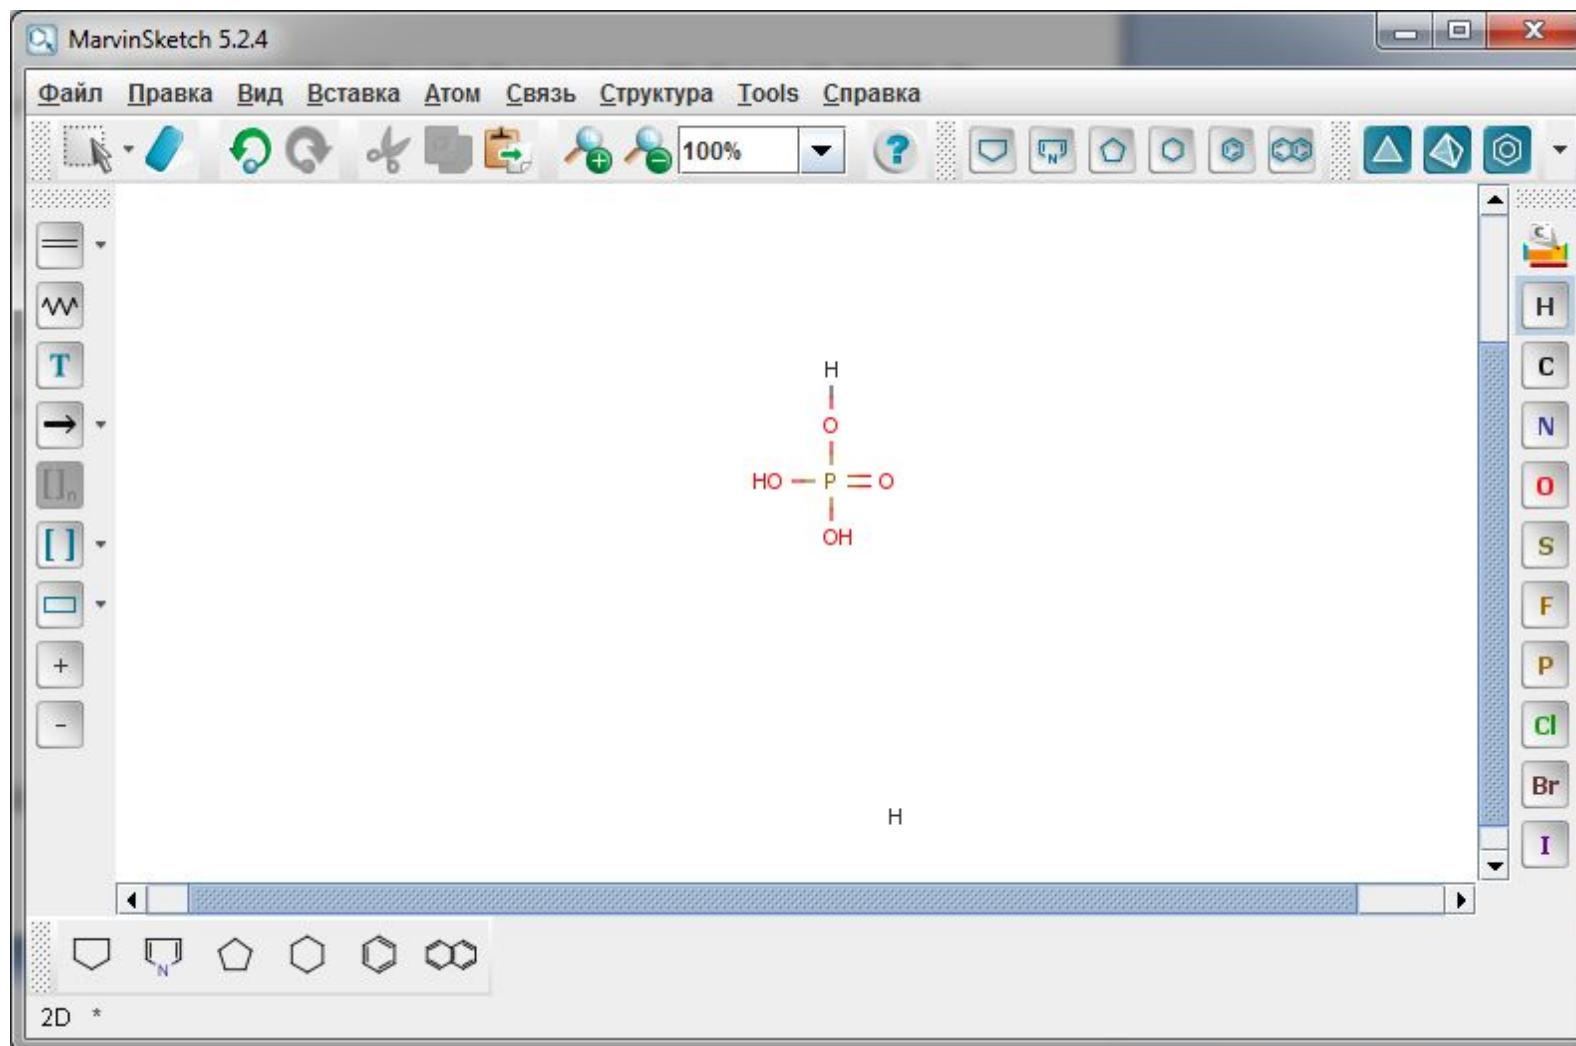 MarvinSketch 5.2.4
Файл Правка Вид Вставка Атом Связь Структура Tools Справка
100% ? N
T
[ ]n
[ ]
+
-
H
C
N
O
S
F
P
Cl
Br
I
H
O
HO P O
OH
H
N
2D *